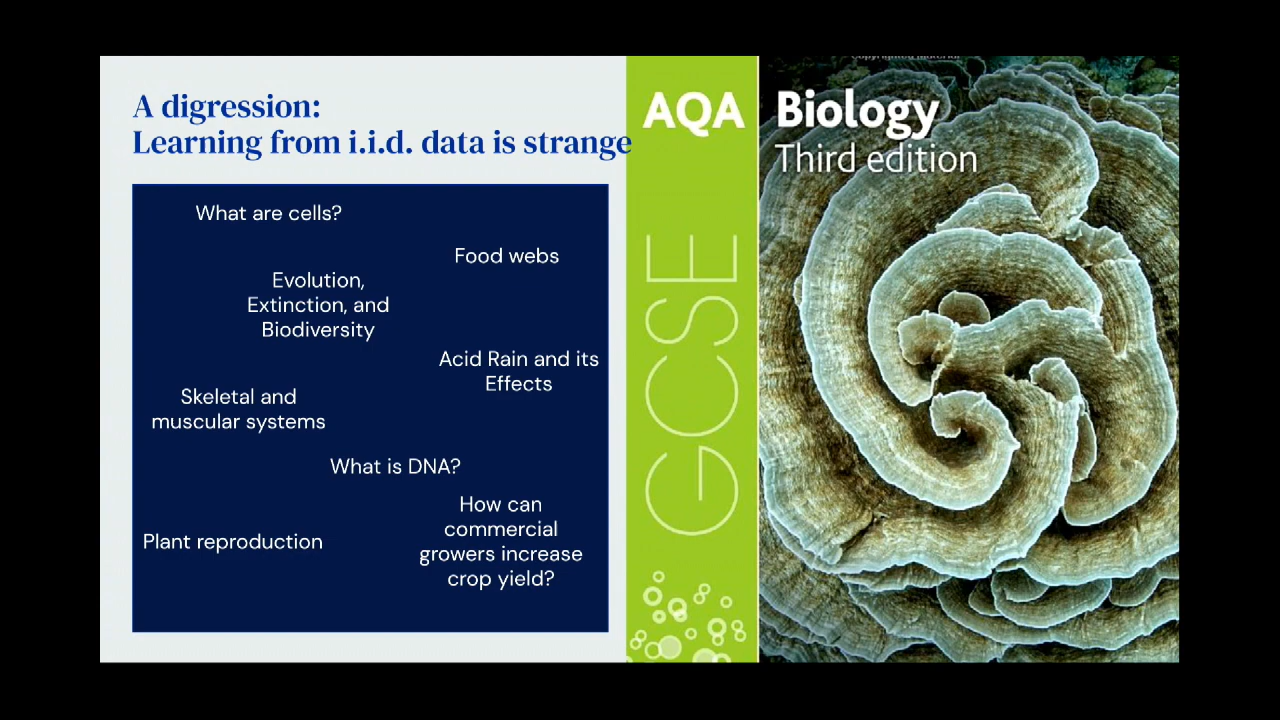 A digression:
Learning from i.i.d. data is strange
What are cells?
Food webs
Evolution,
Extinction, and
Biodiversity
Acid Rain and its
Effects
Skeletal and
muscular systems
What is DNA?
How can
commercial
growers increase
crop yield?
Plant reproduction
AQA
GCSE
Biology
Third edition